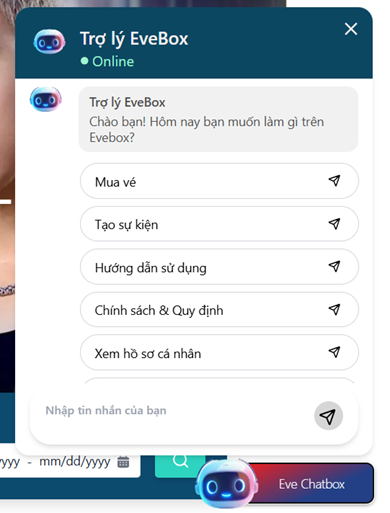 Trợ lý EveBox
Online
Trợ lý EveBox
Chào bạn! Hôm nay bạn muốn làm gì trên
Evebox?
Mua vé
Tạo sự kiện
Hướng dẫn sử dụng
Chính sách & Quy định
Xem hồ sơ cá nhân
Nhập tin nhắn của bạn
yyyy - mm/dd/yyyy
Eve Chatbox